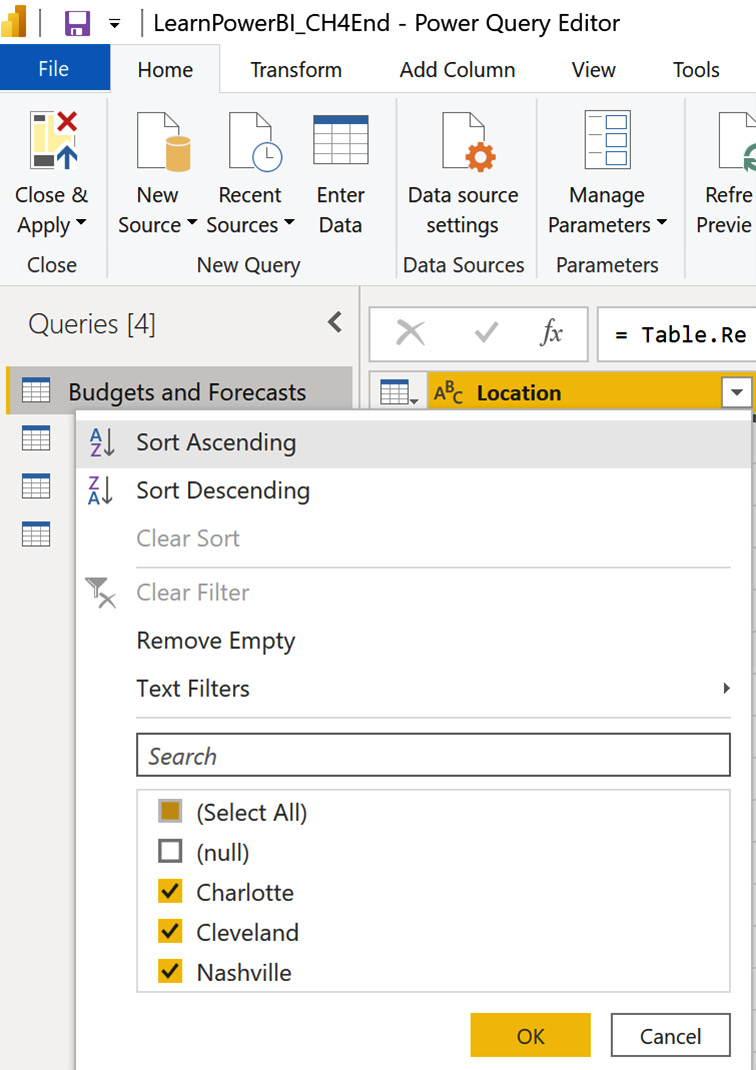 LearnPowerBI_CH4End - Power Query Editor
File Home Transform Add Column View Tools
Close & Apply
New Source
Recent Sources
Enter Data
Data source settings
Manage Parameters
Refre
Previe
Close New Query Data Sources Parameters
Queries [4]
fx = Table.Re
Budgets and Forecasts
ABC Location
AZ Sort Ascending
ZA Sort Descending
Clear Sort
Clear Filter
Remove Empty
Text Filters
Search
(Select All)
(null)
Charlotte
Cleveland
Nashville
OK Cancel